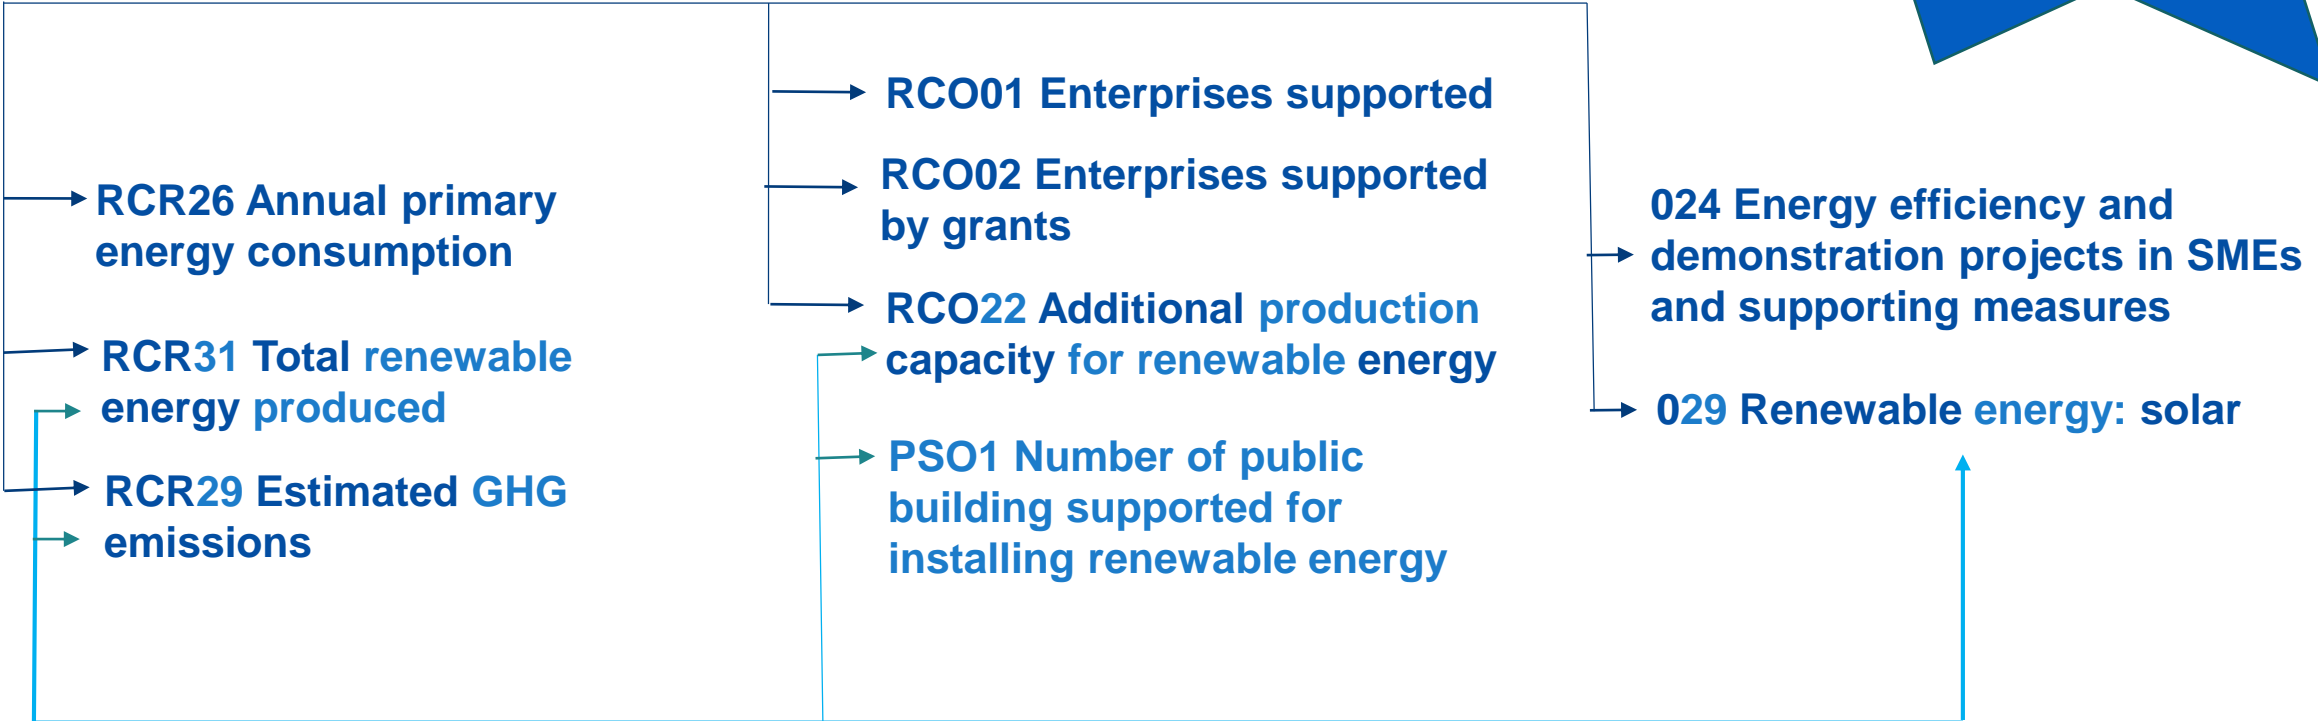 RCR26 Annual primary
energy consumption
RCR31 Total renewable
energy produced
RCR29 Estimated GHG
emissions
RCO01 Enterprises supported
RCO02 Enterprises supported
by grants
RCO22 Additional production
capacity for renewable energy
PSO1 Number of public
building supported for
installing renewable energy
024 Energy efficiency and
demonstration projects in SMEs
and supporting measures
029 Renewable energy: solar